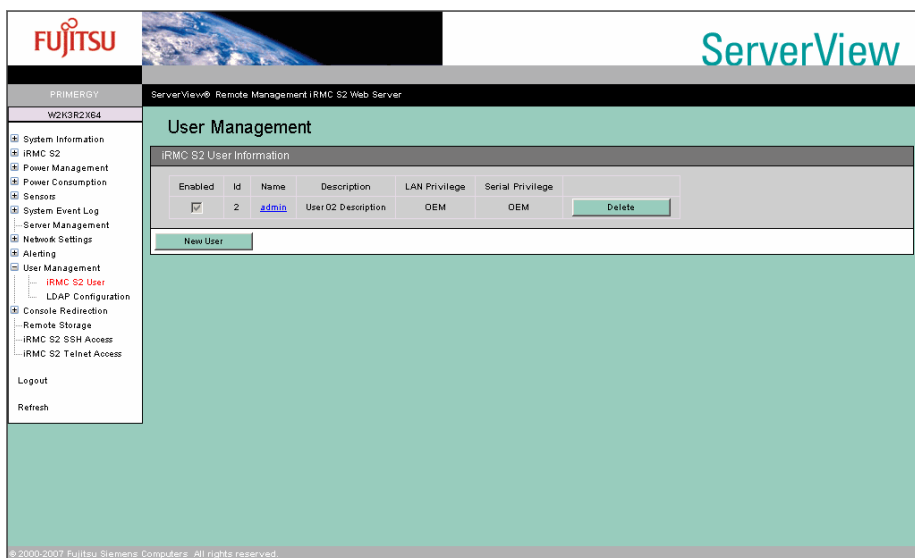 FUJITSU
ServerView
PRIMERGY
ServerView® Remote Management iRMC S2 Web Server
W2K3R2X64
System Information
iRMC S2
Power Management
Power Consumption
Sensors
System Event Log
Server Management
Network Settings
Alerting
User Management
iRMC S2 User
LDAP Configuration
Console Redirection
Remote Storage
iRMC S2 SSH Access
iRMC S2 Telnet Access
Logout
Refresh
User Management
iRMC S2 User Information
Enabled Id Name Description LAN Privilege Serial Privilege
2 admin User 02 Description OEM OEM Delete
New User
© 2000-2007 Fujitsu Siemens Computers All rights reserved.